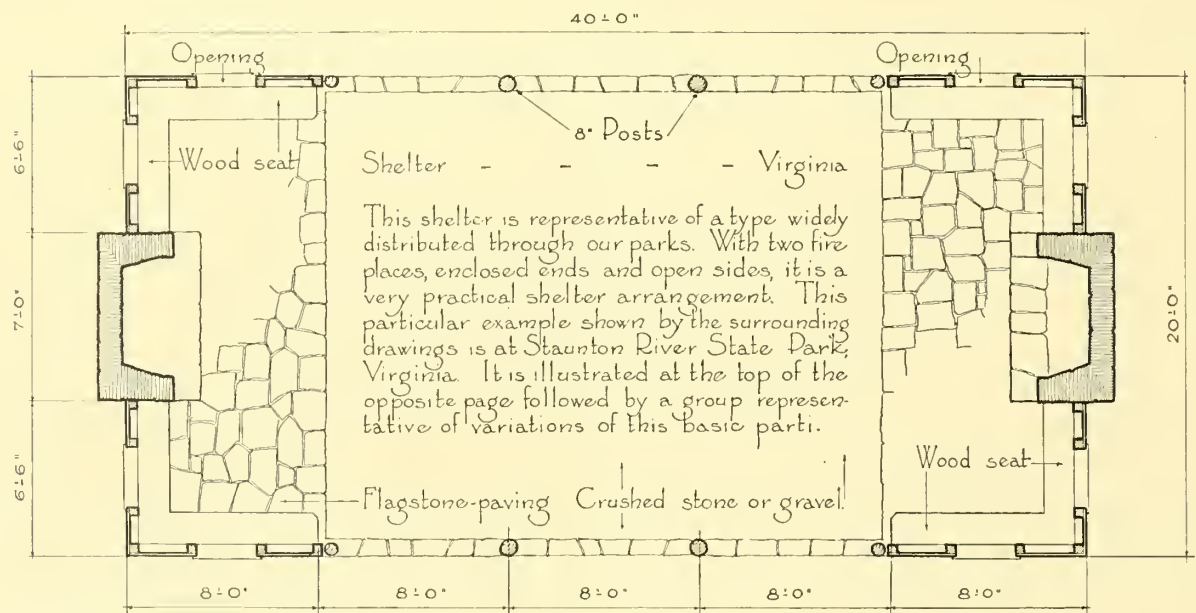 40'-0"
Opening
Opening
8" Posts
6'-6"
Wood seat
Shelter - - - - Virginia
This shelter is representative of a type widely
distributed through our parks. With two fire
places, enclosed ends and open sides, it is a
very practical shelter arrangement. This
particular example shown by the surrounding
drawings is at Staunton River State Park,
Virginia. It is illustrated at the top of the
opposite page followed by a group represen-
tative of variations of this basic parti.
7'-0"
20'-0"
6'-6"
Wood seat
Flagstone-paving Crushed stone or gravel.
8'-0" 8'-0" 8'-0" 8'-0" 8'-0"